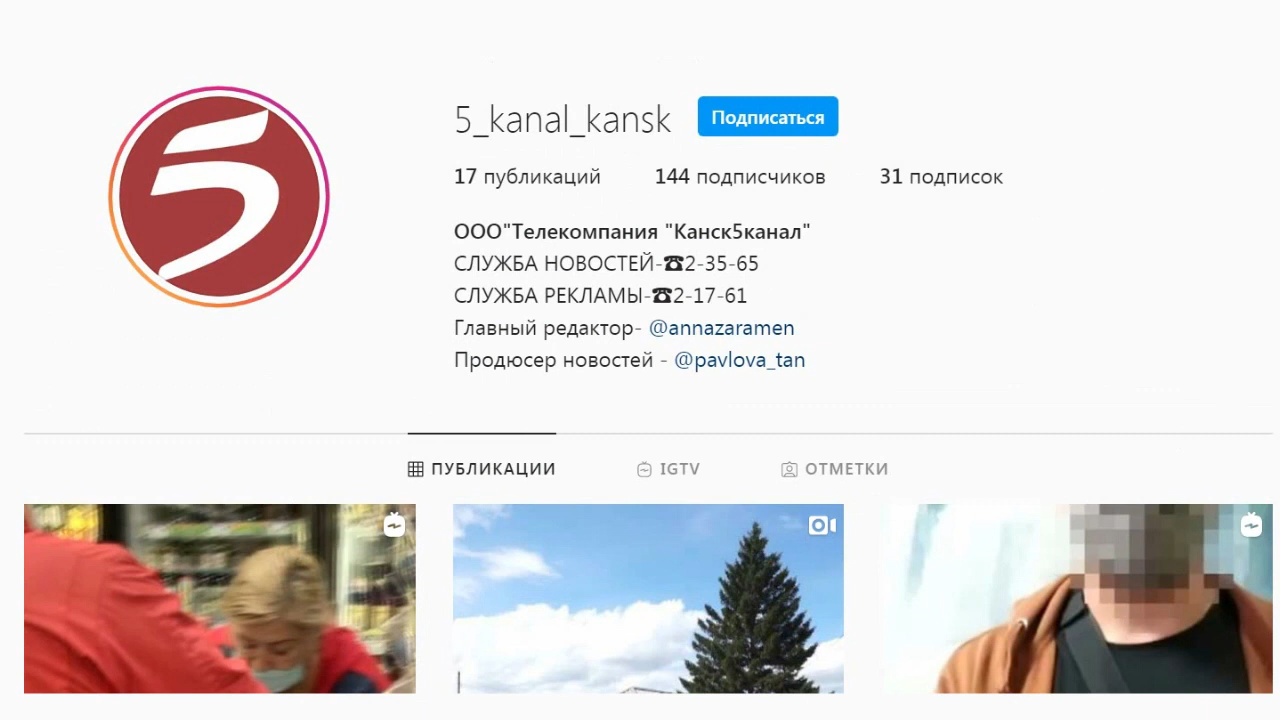 5
5_kanal_kansk Подписаться
17 публикаций 144 подписчиков 31 подписок
ООО"Телекомпания "Канск5канал"
СЛУЖБА НОВОСТЕЙ-☎2-35-65
СЛУЖБА РЕКЛАМЫ-☎2-17-61
Главный редактор- @annazaramen
Продюсер новостей - @pavlova_tan
ПУБЛИКАЦИИ IGTV ОТМЕТКИ